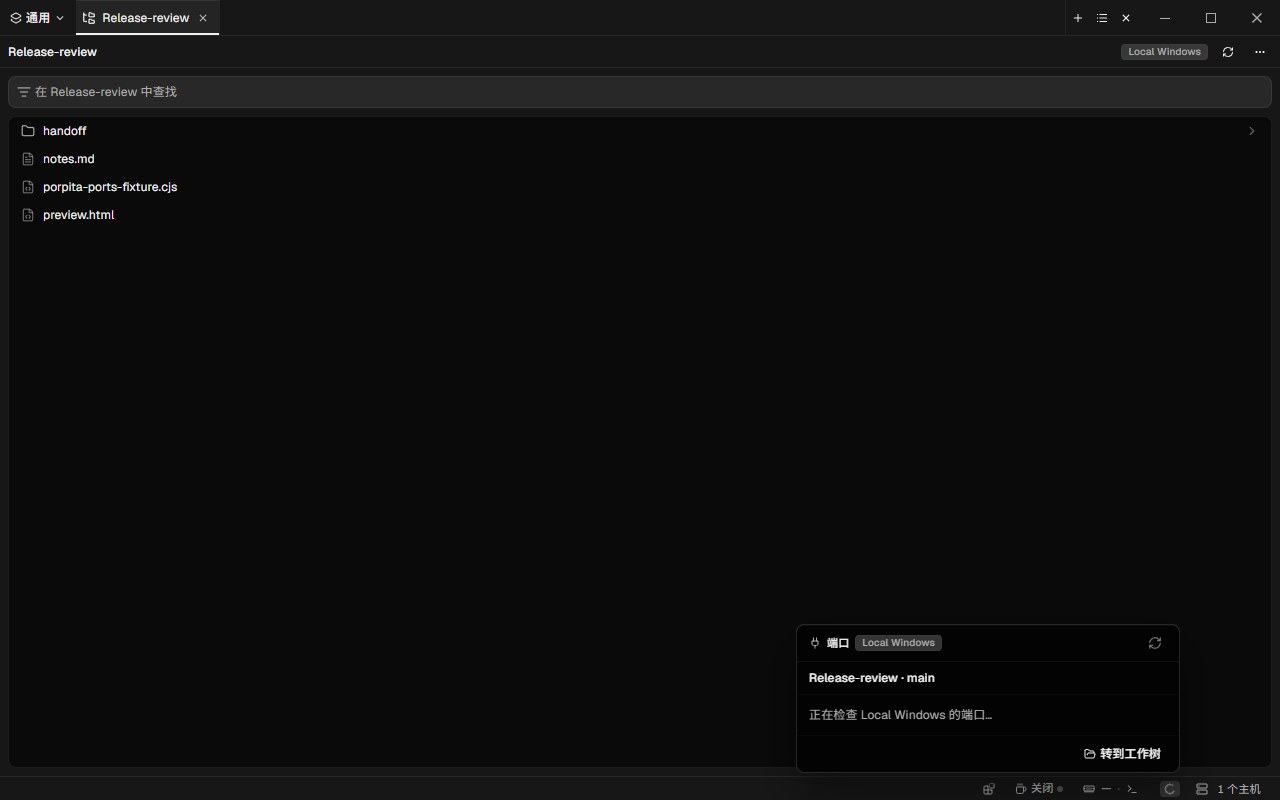 通用
Release-review
Release-review
Local Windows
在 Release-review 中查找
handoff
notes.md
porpita-ports-fixture.cjs
preview.html
端口 Local Windows
Release-review · main
正在检查 Local Windows 的端口...
转到工作树
关闭
1 个主机